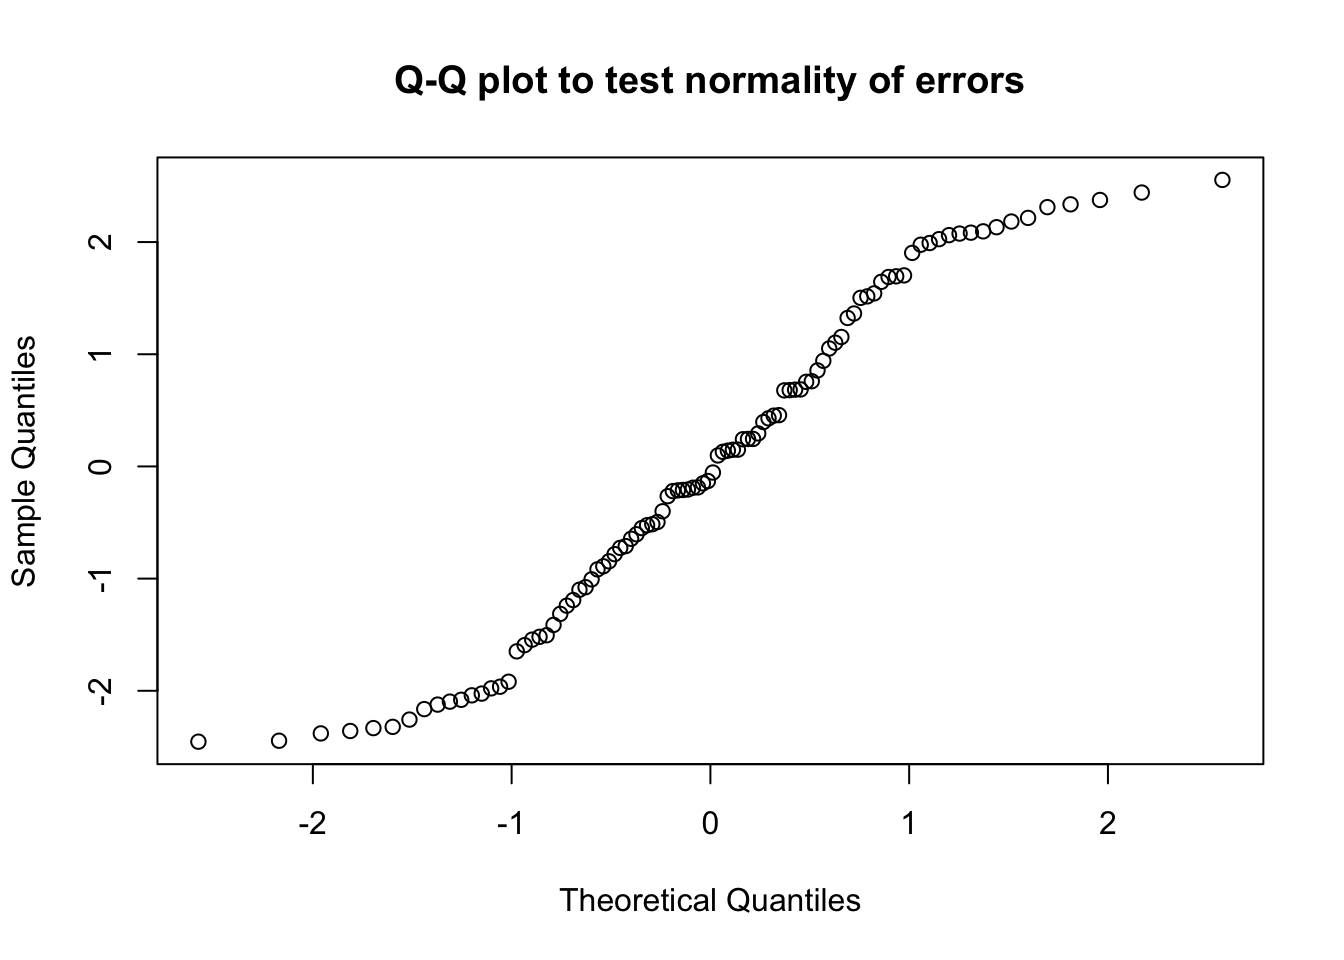 Q-Q plot to test normality of errors
Sample Quantiles
2
1
0
-1
-2
-2 -1 0 1 2
Theoretical Quantiles